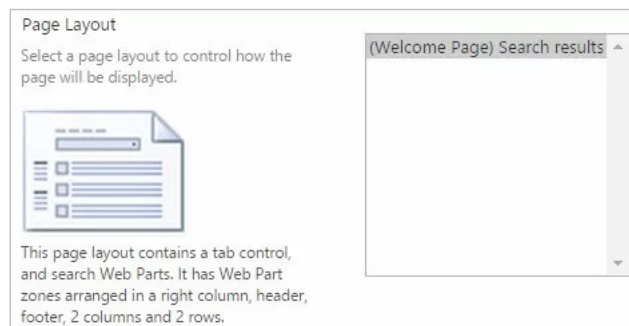 Page Layout
Select a page layout to control how the
page will be displayed.
This page layout contains a tab control,
and search Web Parts. It has Web Part
zones arranged in a right column, header,
footer, 2 columns and 2 rows.
(Welcome Page) Search results